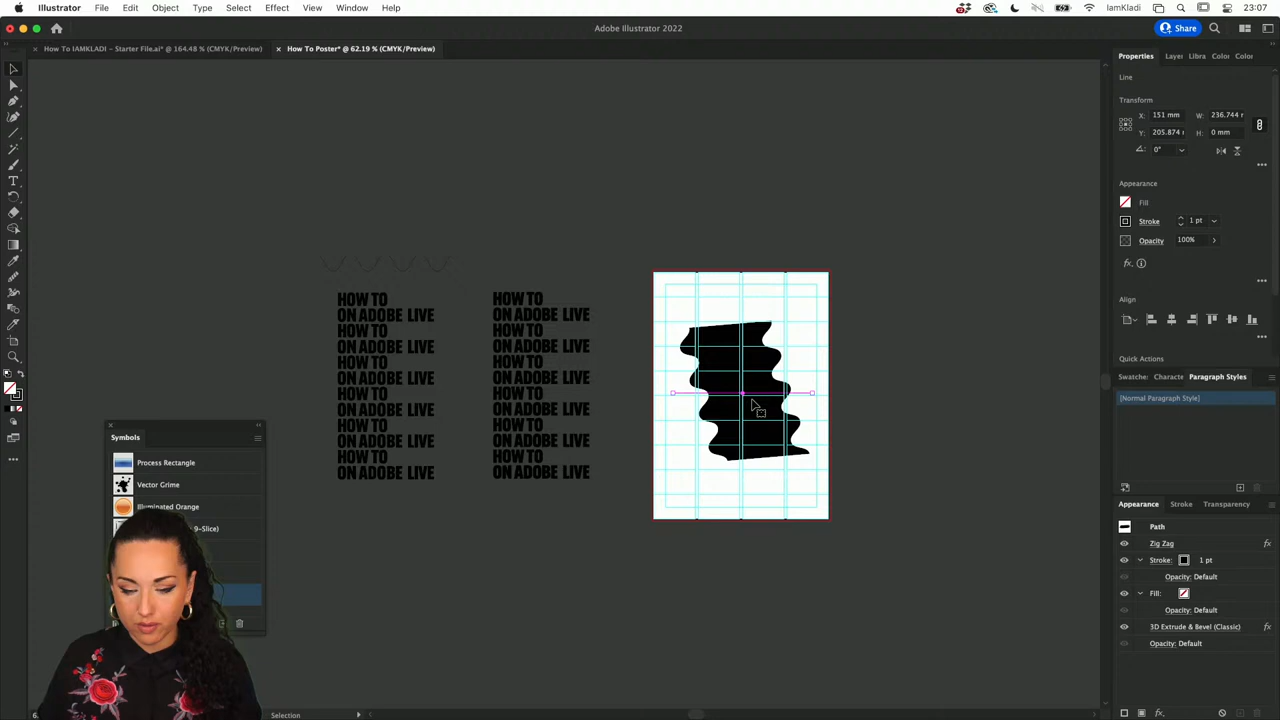 Illustrator File Edit Object Type Select Effect View Window Help
IamKladi
23:07
Adobe Illustrator 2022
Share
How To IAMKLADI – Starter File.ai* @ 164.48 % (CMYK/Preview)
How To Poster* @ 62.19 % (CMYK/Preview)
Properties Layer Libra Color Color
Line
Transform
X: 151 mm W: 236.744 r
Y: 205.874 r H: 0 mm
0°
Appearance
Fill
Stroke 1 pt
Opacity 100%
Align
Quick Actions
Swatche: Characte Paragraph Styles
[Normal Paragraph Style]
Appearance Stroke Transparency
Path
Zig Zag
Stroke: 1 pt
Opacity: Default
Fill:
Opacity: Default
3D Extrude & Bevel (Classic)
Opacity: Default
HOW TO
ON ADOBE LIVE
HOW TO
ON ADOBE LIVE
HOW TO
ON ADOBE LIVE
HOW TO
ON ADOBE LIVE
HOW TO
ON ADOBE LIVE
HOW TO
ON ADOBE LIVE
HOW TO
ON ADOBE LIVE
HOW TO
ON ADOBE LIVE
HOW TO
ON ADOBE LIVE
HOW TO
ON ADOBE LIVE
HOW TO
ON ADOBE LIVE
HOW TO
ON ADOBE LIVE
Symbols
Process Rectangle
Vector Grime
Illuminated Orange
9-Slice)
Selection